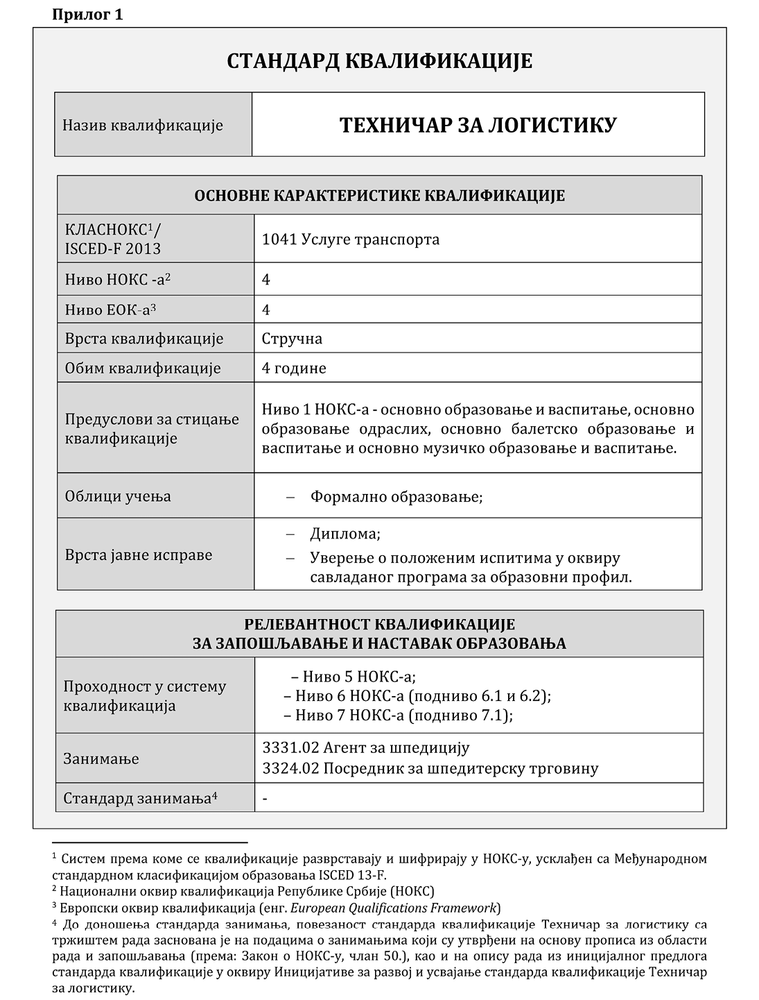 Прилог 1
СТАНДАРД КВАЛИФИКАЦИЈЕ
Назив квалификације
ТЕХНИЧАР ЗА ЛОГИСТИКУ
ОСНОВНЕ КАРАКТЕРИСТИКЕ КВАЛИФИКАЦИЈЕ
КЛАСНОКС¹/
ISCED-F 2013
1041 Услуге транспорта
Ниво НОКС -а²
4
Ниво ЕОК-а³
4
Врста квалификације
Стручна
Обим квалификације
4 године
Предуслови за стицање
квалификације
Ниво 1 НОКС-а - основно образовање и васпитање, основно
образовање одраслих, основно балетско образовање и
васпитање и основно музичко образовање и васпитање.
Облици учења
– Формално образовање;
Врста јавне исправе
– Диплома;
– Уверење о положеним испитима у оквиру
савладаног програма за образовни профил.
РЕЛЕВАНТНОСТ КВАЛИФИКАЦИЈЕ
ЗА ЗАПОШЉАВАЊЕ И НАСТАВАК ОБРАЗОВАЊА
Проходност у систему
квалификација
– Ниво 5 НОКС-а;
– Ниво 6 НОКС-а (подниво 6.1 и 6.2);
– Ниво 7 НОКС-а (подниво 7.1);
Занимање
3331.02 Агент за шпедицију
3324.02 Посредник за шпедитерску трговину
Стандард занимања⁴
-
¹ Систем према коме се квалификације разврставају и шифрирају у НОКС-у, усклађен са Међународном
стандардном класификацијом образовања ISCED 13-F.
² Национални оквир квалификација Републике Србије (НОКС)
³ Европски оквир квалификација (енг. European Qualifications Framework)
⁴ До доношења стандарда занимања, повезаност стандарда квалификације Техничар за логистику са
тржиштем рада заснована је на подацима о занимањима који су утврђени на основу прописа из области
рада и запошљавања (према: Закон о НОКС-у, члан 50.), као и на опису рада из иницијалног предлога
стандарда квалификације у оквиру Иницијативе за развој и усвајање стандарда квалификације Техничар
за логистику.